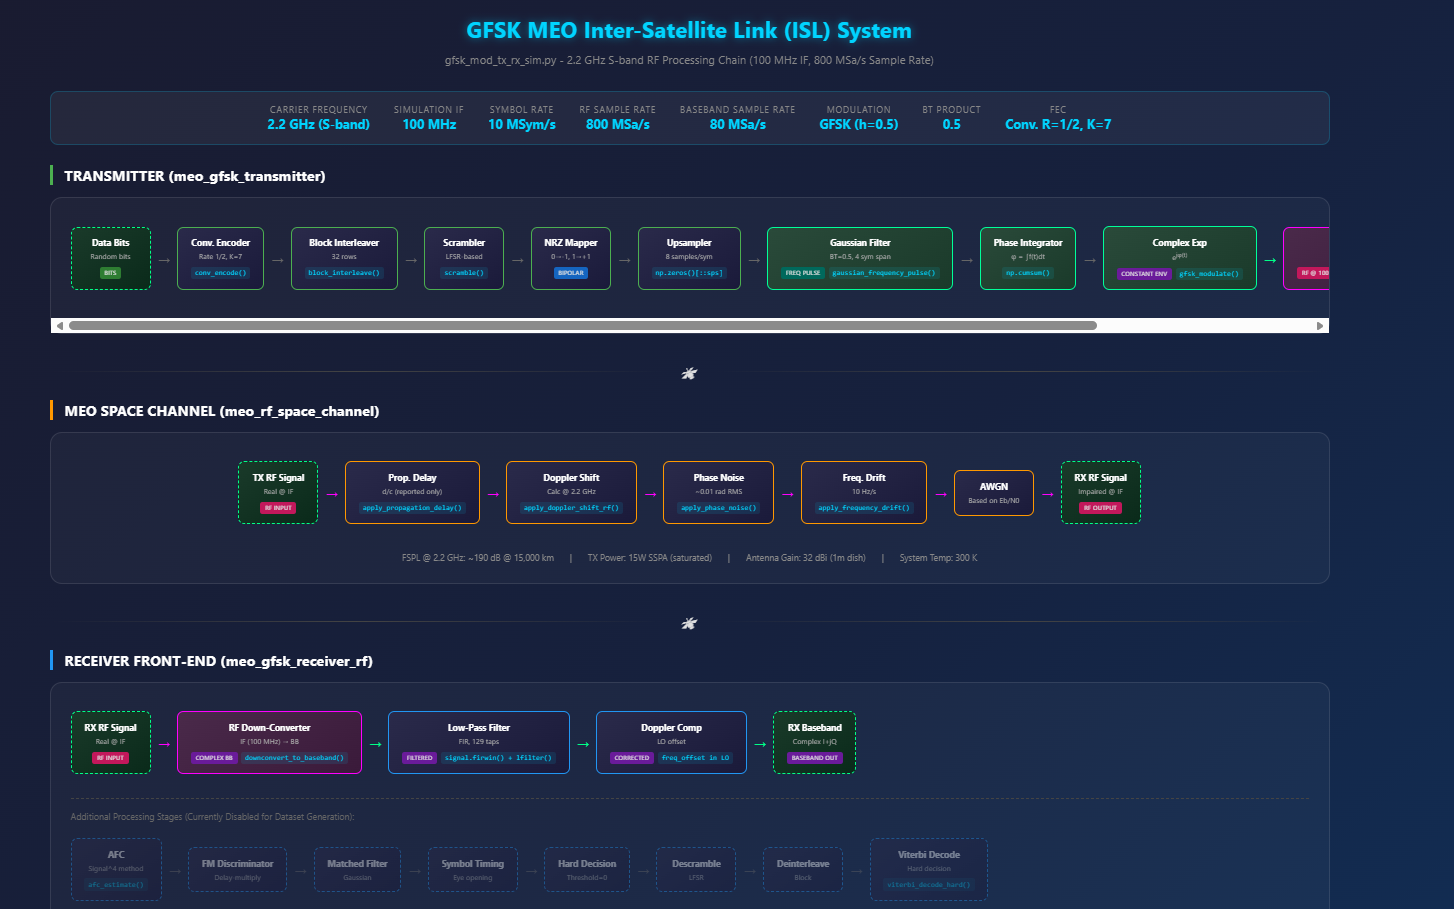 GFSK MEO Inter-Satellite Link (ISL) System
gfsk_mod_tx_rx_sim.py - 2.2 GHz S-band RF Processing Chain (100 MHz IF, 800 MSa/s Sample Rate)
CARRIER FREQUENCY
2.2 GHz (S-band)
SIMULATION IF
100 MHz
SYMBOL RATE
10 MSym/s
RF SAMPLE RATE
800 MSa/s
BASEBAND SAMPLE RATE
80 MSa/s
MODULATION
GFSK (h=0.5)
BT PRODUCT
0.5
FEC
Conv. R=1/2, K=7
TRANSMITTER (meo_gfsk_transmitter)
Data Bits
Random bits
BITS
→
Conv. Encoder
Rate 1/2, K=7
conv_encode()
→
Block Interleaver
32 rows
block_interleave()
→
Scrambler
LFSR-based
scramble()
→
NRZ Mapper
0→-1, 1→+1
BIPOLAR
→
Upsampler
8 samples/sym
np.zeros()[::sps]
→
Gaussian Filter
BT=0.5, 4 sym span
FREQ PULSE gaussian_frequency_pulse()
→
Phase Integrator
φ = ∫f(t)dt
np.cumsum()
→
Complex Exp
e^jφ(t)
CONSTANT ENV gfsk_modulate()
→
RF @ 100
MEO SPACE CHANNEL (meo_rf_space_channel)
TX RF Signal
Real @ IF
RF INPUT
→
Prop. Delay
d/c (reported only)
apply_propagation_delay()
→
Doppler Shift
Calc @ 2.2 GHz
apply_doppler_shift_rf()
→
Phase Noise
~0.01 rad RMS
apply_phase_noise()
→
Freq. Drift
10 Hz/s
apply_frequency_drift()
→
AWGN
Based on Eb/N0
→
RX RF Signal
Impaired @ IF
RF OUTPUT
FSPL @ 2.2 GHz: ~190 dB @ 15,000 km | TX Power: 15W SSPA (saturated) | Antenna Gain: 32 dBi (1m dish) | System Temp: 300 K
RECEIVER FRONT-END (meo_gfsk_receiver_rf)
RX RF Signal
Real @ IF
RF INPUT
→
RF Down-Converter
IF (100 MHz) → BB
COMPLEX BB downconvert_to_baseband()
→
Low-Pass Filter
FIR, 129 taps
FILTERED signal.firwin() + lfilter()
→
Doppler Comp
LO offset
CORRECTED freq_offset in LO
→
RX Baseband
Complex I+jQ
BASEBAND OUT
Additional Processing Stages (Currently Disabled for Dataset Generation):
AFC
Signal^4 method
afc_estimate()
→
FM Discriminator
Delay-multiply
→
Matched Filter
Gaussian
→
Symbol Timing
Eye opening
→
Hard Decision
Threshold=0
→
Descramble
LFSR
→
Deinterleave
Block
→
Viterbi Decode
Hard decision
viterbi_decode_hard()